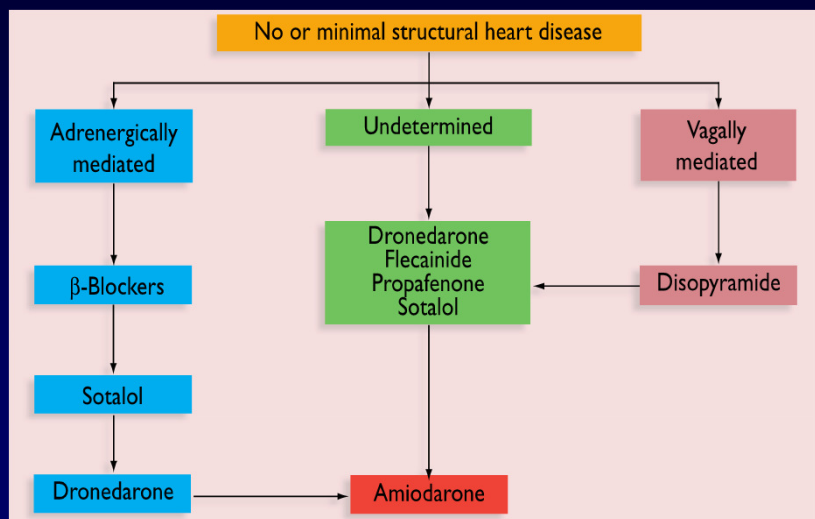 No or minimal structural heart disease
Adrenergically
mediated
Undetermined
Vagally
mediated
Dronedarone
Flecainide
Propafenone
Sotalol
β-Blockers
Disopyramide
Sotalol
Dronedarone
Amiodarone